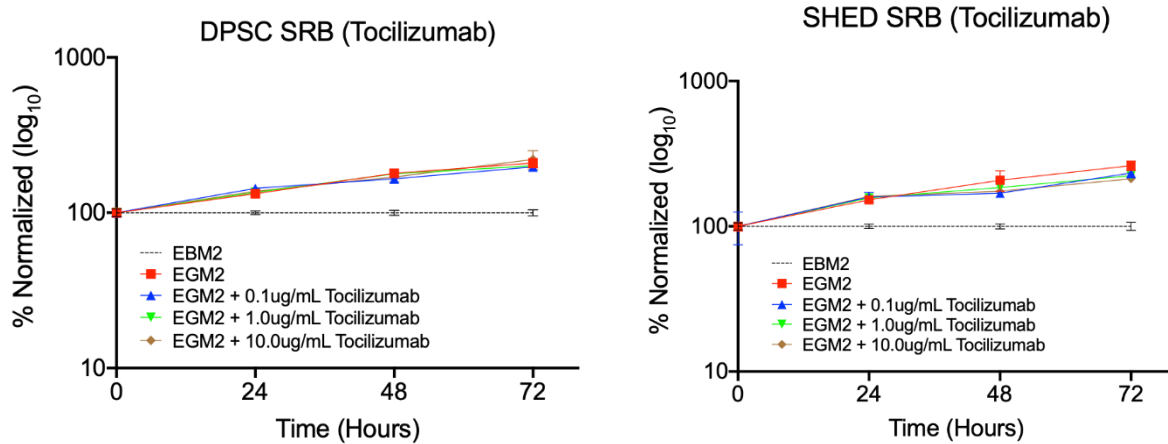 DPSC SRB (Tocilizumab)
% Normalized (log10)
1000
100
10
EBM2
EGM2
EGM2 + 0.1ug/mL Tocilizumab
EGM2 + 1.0ug/mL Tocilizumab
EGM2 + 10.0ug/mL Tocilizumab
0 24 48 72
Time (Hours)
SHED SRB (Tocilizumab)
% Normalized (log10)
1000
100
10
EBM2
EGM2
EGM2 + 0.1ug/mL Tocilizumab
EGM2 + 1.0ug/mL Tocilizumab
EGM2 + 10.0ug/mL Tocilizumab
0 24 48 72
Time (Hours)